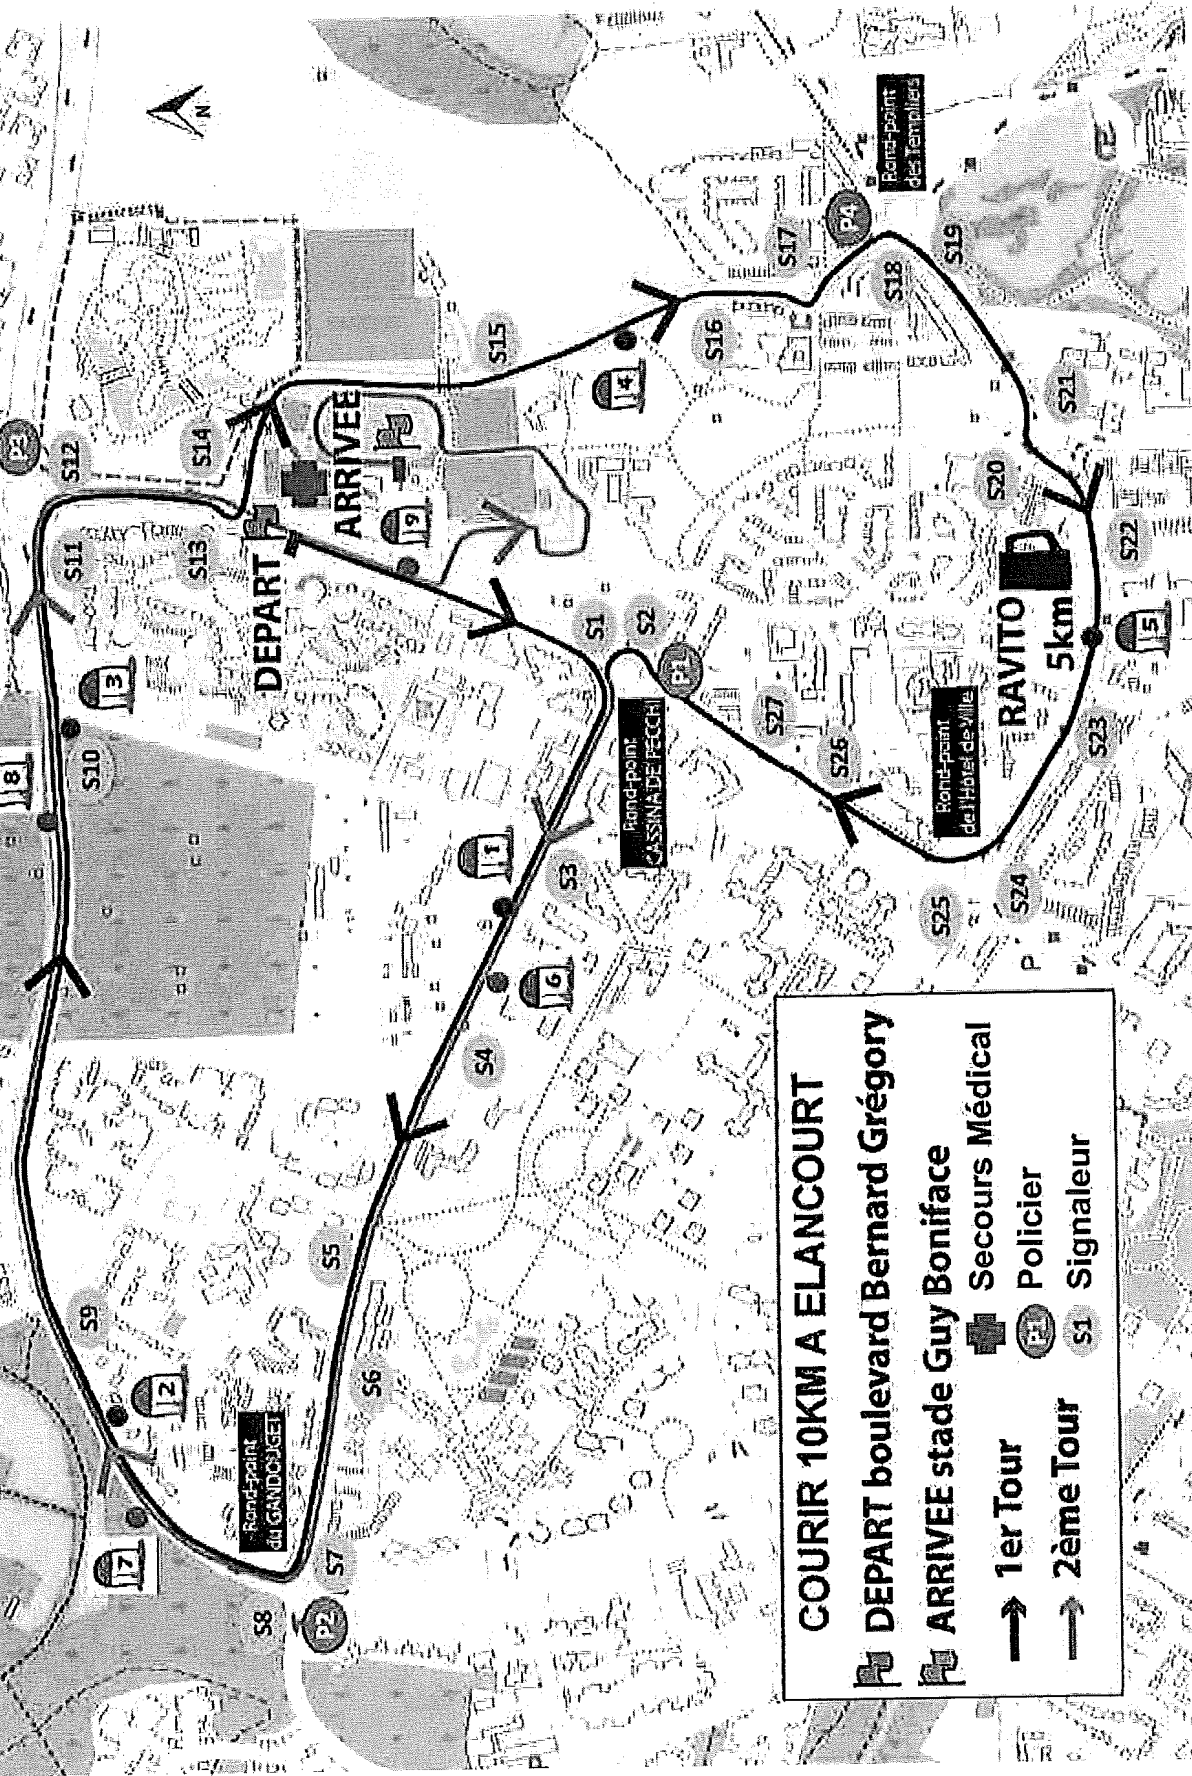 COURIR 10KM A ELANCOURT
DEPART boulevard Bernard Grégory
ARRIVEE stade Guy Boniface
1er Tour
2ème Tour
Secours Médical
P1
Policier
S1
Signaleur
DEPART
ARRIVEE
RAVITO
5km
Rond-point
du GANDOUGET
Rond-point
CASSINA DE PECCHI
Rond-point
de l'Hôtel de ville
Rond-point
des Templiers
N
P1
P2
P3
P4
S1
S2
S3
S4
S5
S6
S7
S8
S9
S10
S11
S12
S13
S14
S15
S16
S17
S18
S19
S20
S21
S22
S23
S24
S25
S26
S27
1
2
3
4
5
6
7
8
9
P